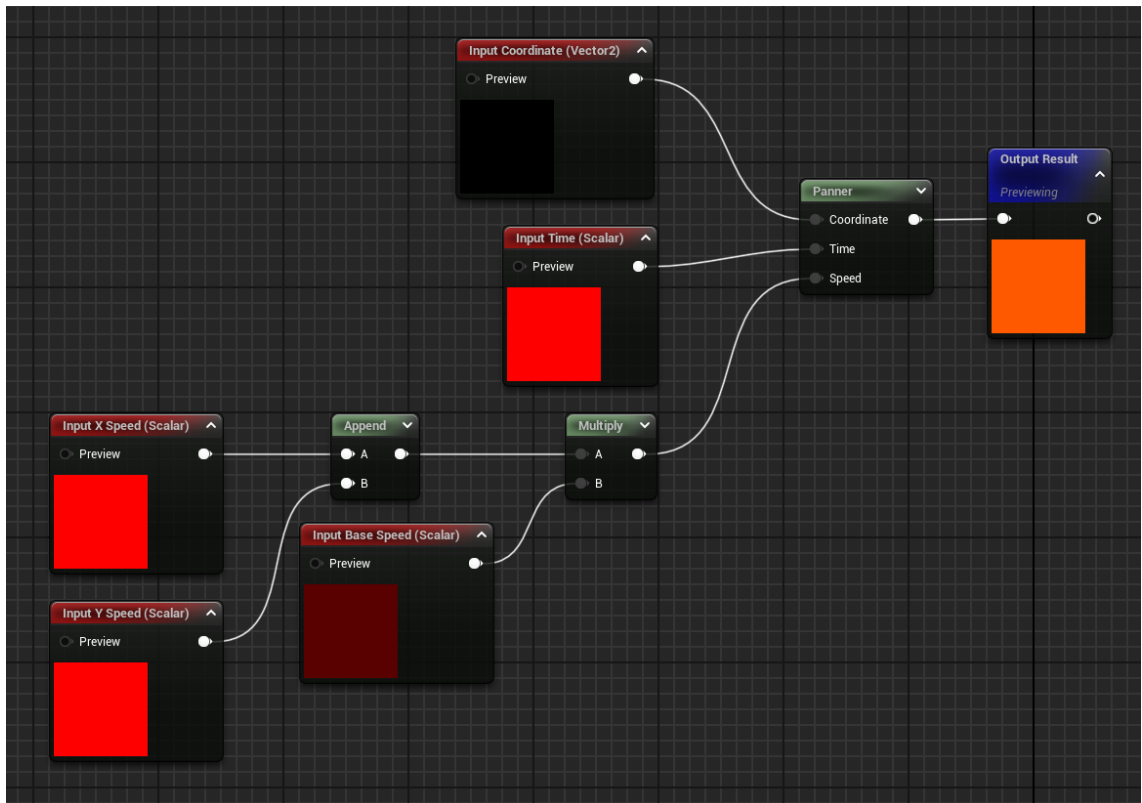 Input Coordinate (Vector2)
Preview
Output Result
Previewing
Panner
Coordinate
Time
Speed
Input Time (Scalar)
Preview
Input X Speed (Scalar)
Preview
Append
A
B
Multiply
A
B
Input Base Speed (Scalar)
Preview
Input Y Speed (Scalar)
Preview